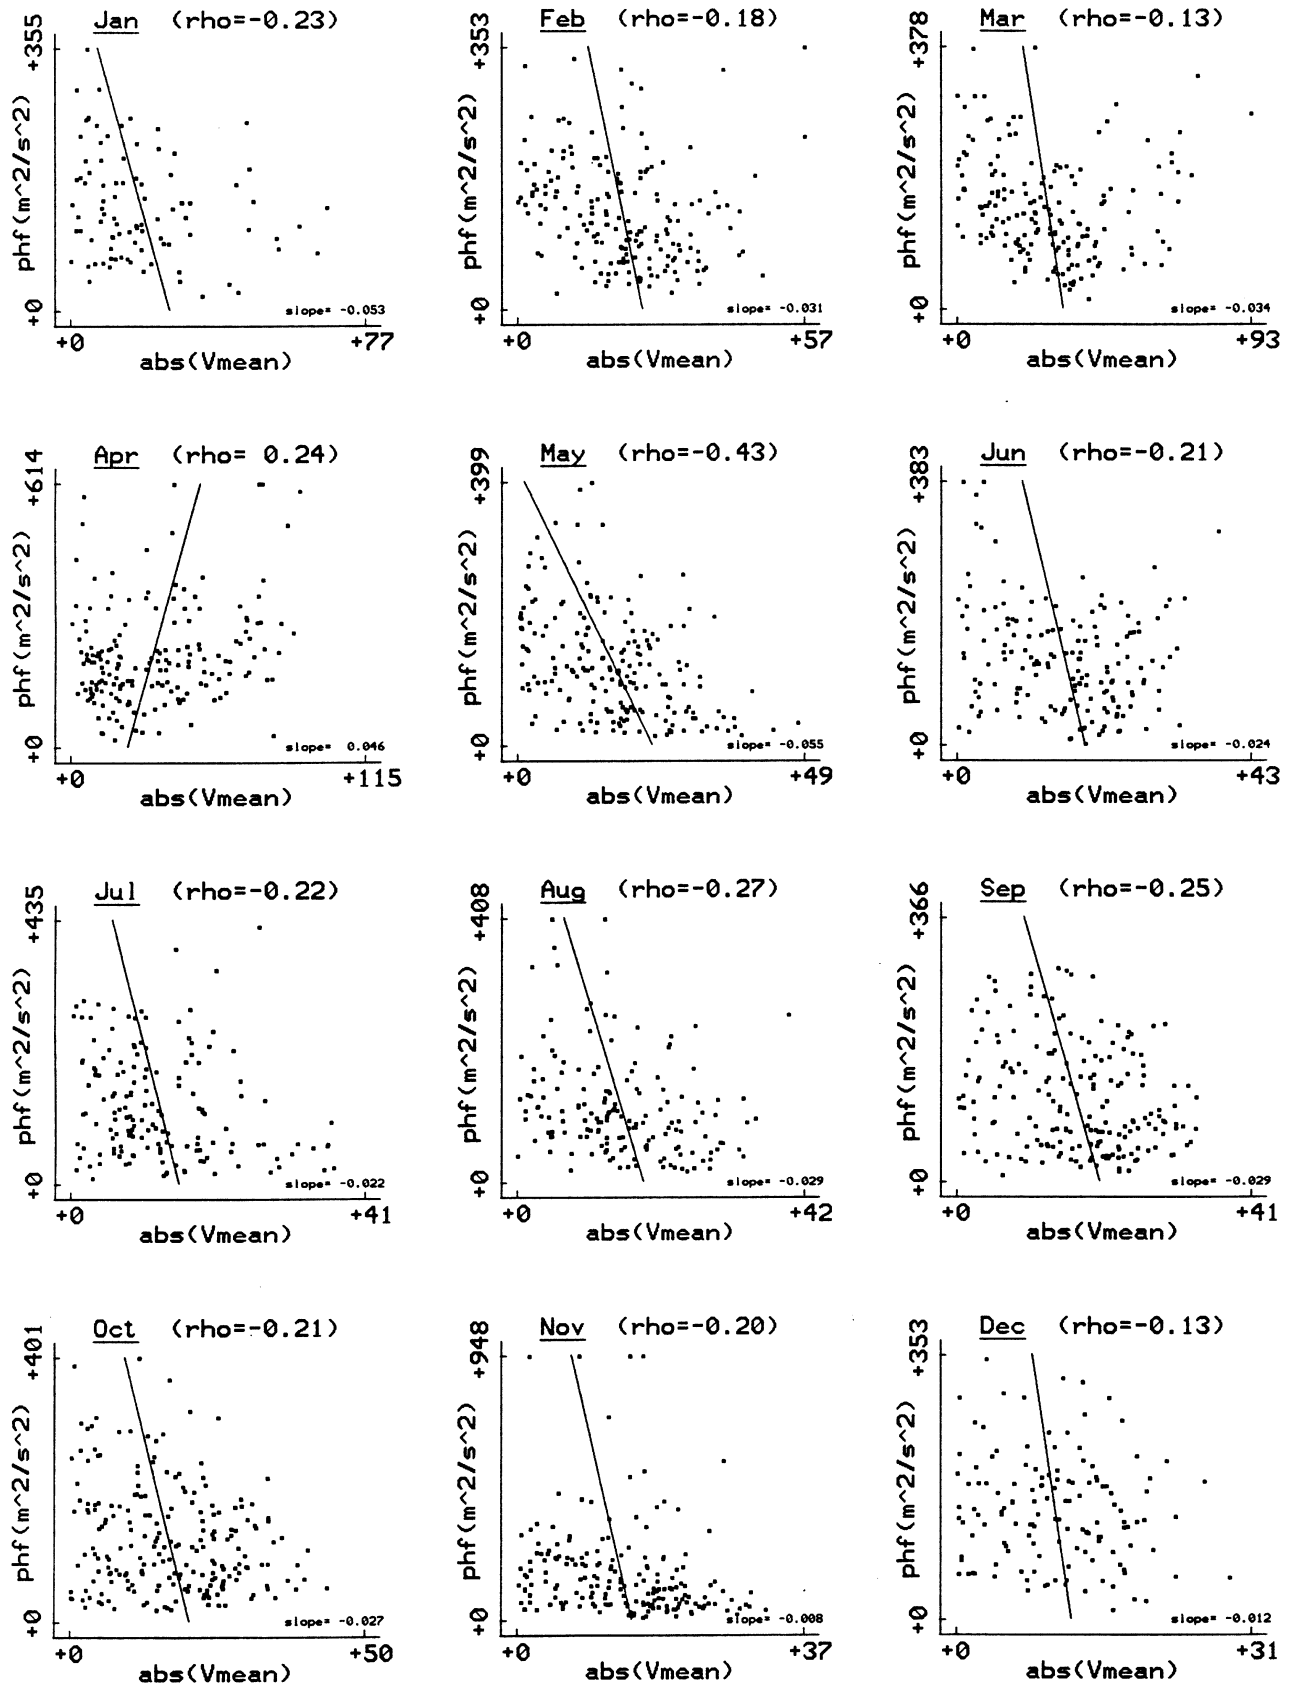 Jan (rho=-0.23)
+355
phf(m^2/s^2)
+0
slope= -0.053
+0 +77
abs(Vmean)
Feb (rho=-0.18)
+353
phf(m^2/s^2)
+0
slope= -0.031
+0 +57
abs(Vmean)
Mar (rho=-0.13)
+378
phf(m^2/s^2)
+0
slope= -0.034
+0 +93
abs(Vmean)
Apr (rho= 0.24)
+614
phf(m^2/s^2)
+0
slope= 0.046
+0 +115
abs(Vmean)
May (rho=-0.43)
+399
phf(m^2/s^2)
+0
slope= -0.055
+0 +49
abs(Vmean)
Jun (rho=-0.21)
+383
phf(m^2/s^2)
+0
slope= -0.024
+0 +43
abs(Vmean)
Jul (rho=-0.22)
+435
phf(m^2/s^2)
+0
slope= -0.022
+0 +41
abs(Vmean)
Aug (rho=-0.27)
+408
phf(m^2/s^2)
+0
slope= -0.029
+0 +42
abs(Vmean)
Sep (rho=-0.25)
+366
phf(m^2/s^2)
+0
slope= -0.029
+0 +41
abs(Vmean)
Oct (rho=-0.21)
+401
phf(m^2/s^2)
+0
slope= -0.027
+0 +50
abs(Vmean)
Nov (rho=-0.20)
+948
phf(m^2/s^2)
+0
slope= -0.008
+0 +37
abs(Vmean)
Dec (rho=-0.13)
+353
phf(m^2/s^2)
+0
slope= -0.012
+0 +31
abs(Vmean)